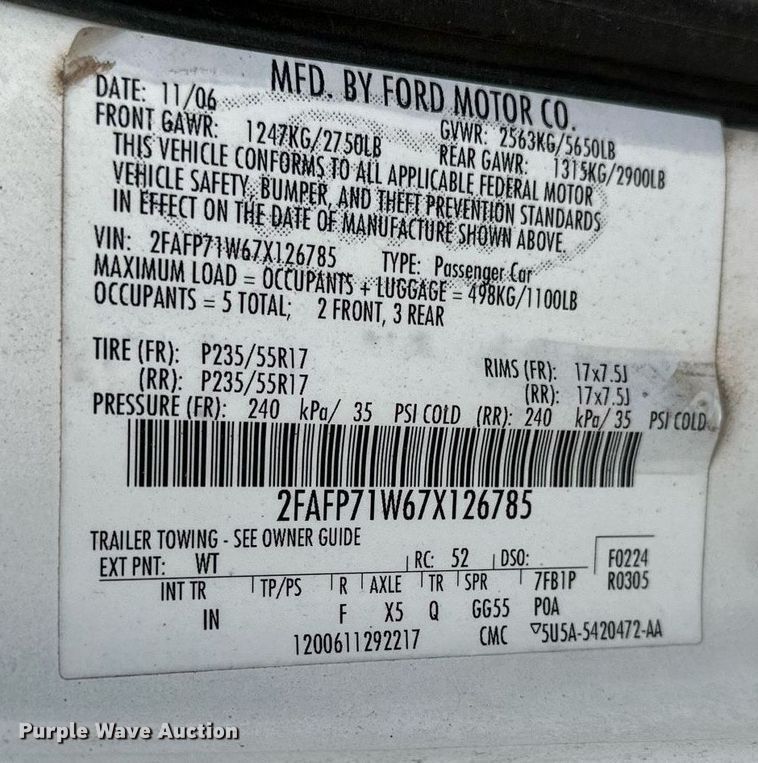 MFD. BY FORD MOTOR CO.
DATE: 11/06 GVWR: 2563KG/5650LB
FRONT GAWR: 1247KG/2750LB REAR GAWR: 1315KG/2900LB
THIS VEHICLE CONFORMS TO ALL APPLICABLE FEDERAL MOTOR
VEHICLE SAFETY, BUMPER, AND THEFT PREVENTION STANDARDS
IN EFFECT ON THE DATE OF MANUFACTURE SHOWN ABOVE.
VIN: 2FAFP71W67X126785 TYPE: Passenger Car
MAXIMUM LOAD = OCCUPANTS + LUGGAGE = 498KG/1100LB
OCCUPANTS = 5 TOTAL; 2 FRONT, 3 REAR
TIRE (FR): P235/55R17 RIMS (FR): 17x7.5J
(RR): P235/55R17 (RR): 17x7.5J
PRESSURE (FR): 240 kPa/ 35 PSI COLD (RR): 240 kPa/ 35 PSI COLD
2FAFP71W67X126785
TRAILER TOWING - SEE OWNER GUIDE
EXT PNT: WT RC: 52 DSO: F0224
INT TR TP/PS R AXLE TR SPR 7FB1P R0305
IN F X5 Q GG55 POA
1200611292217 CMC ▽5U5A-5420472-AA
Purple Wave Auction